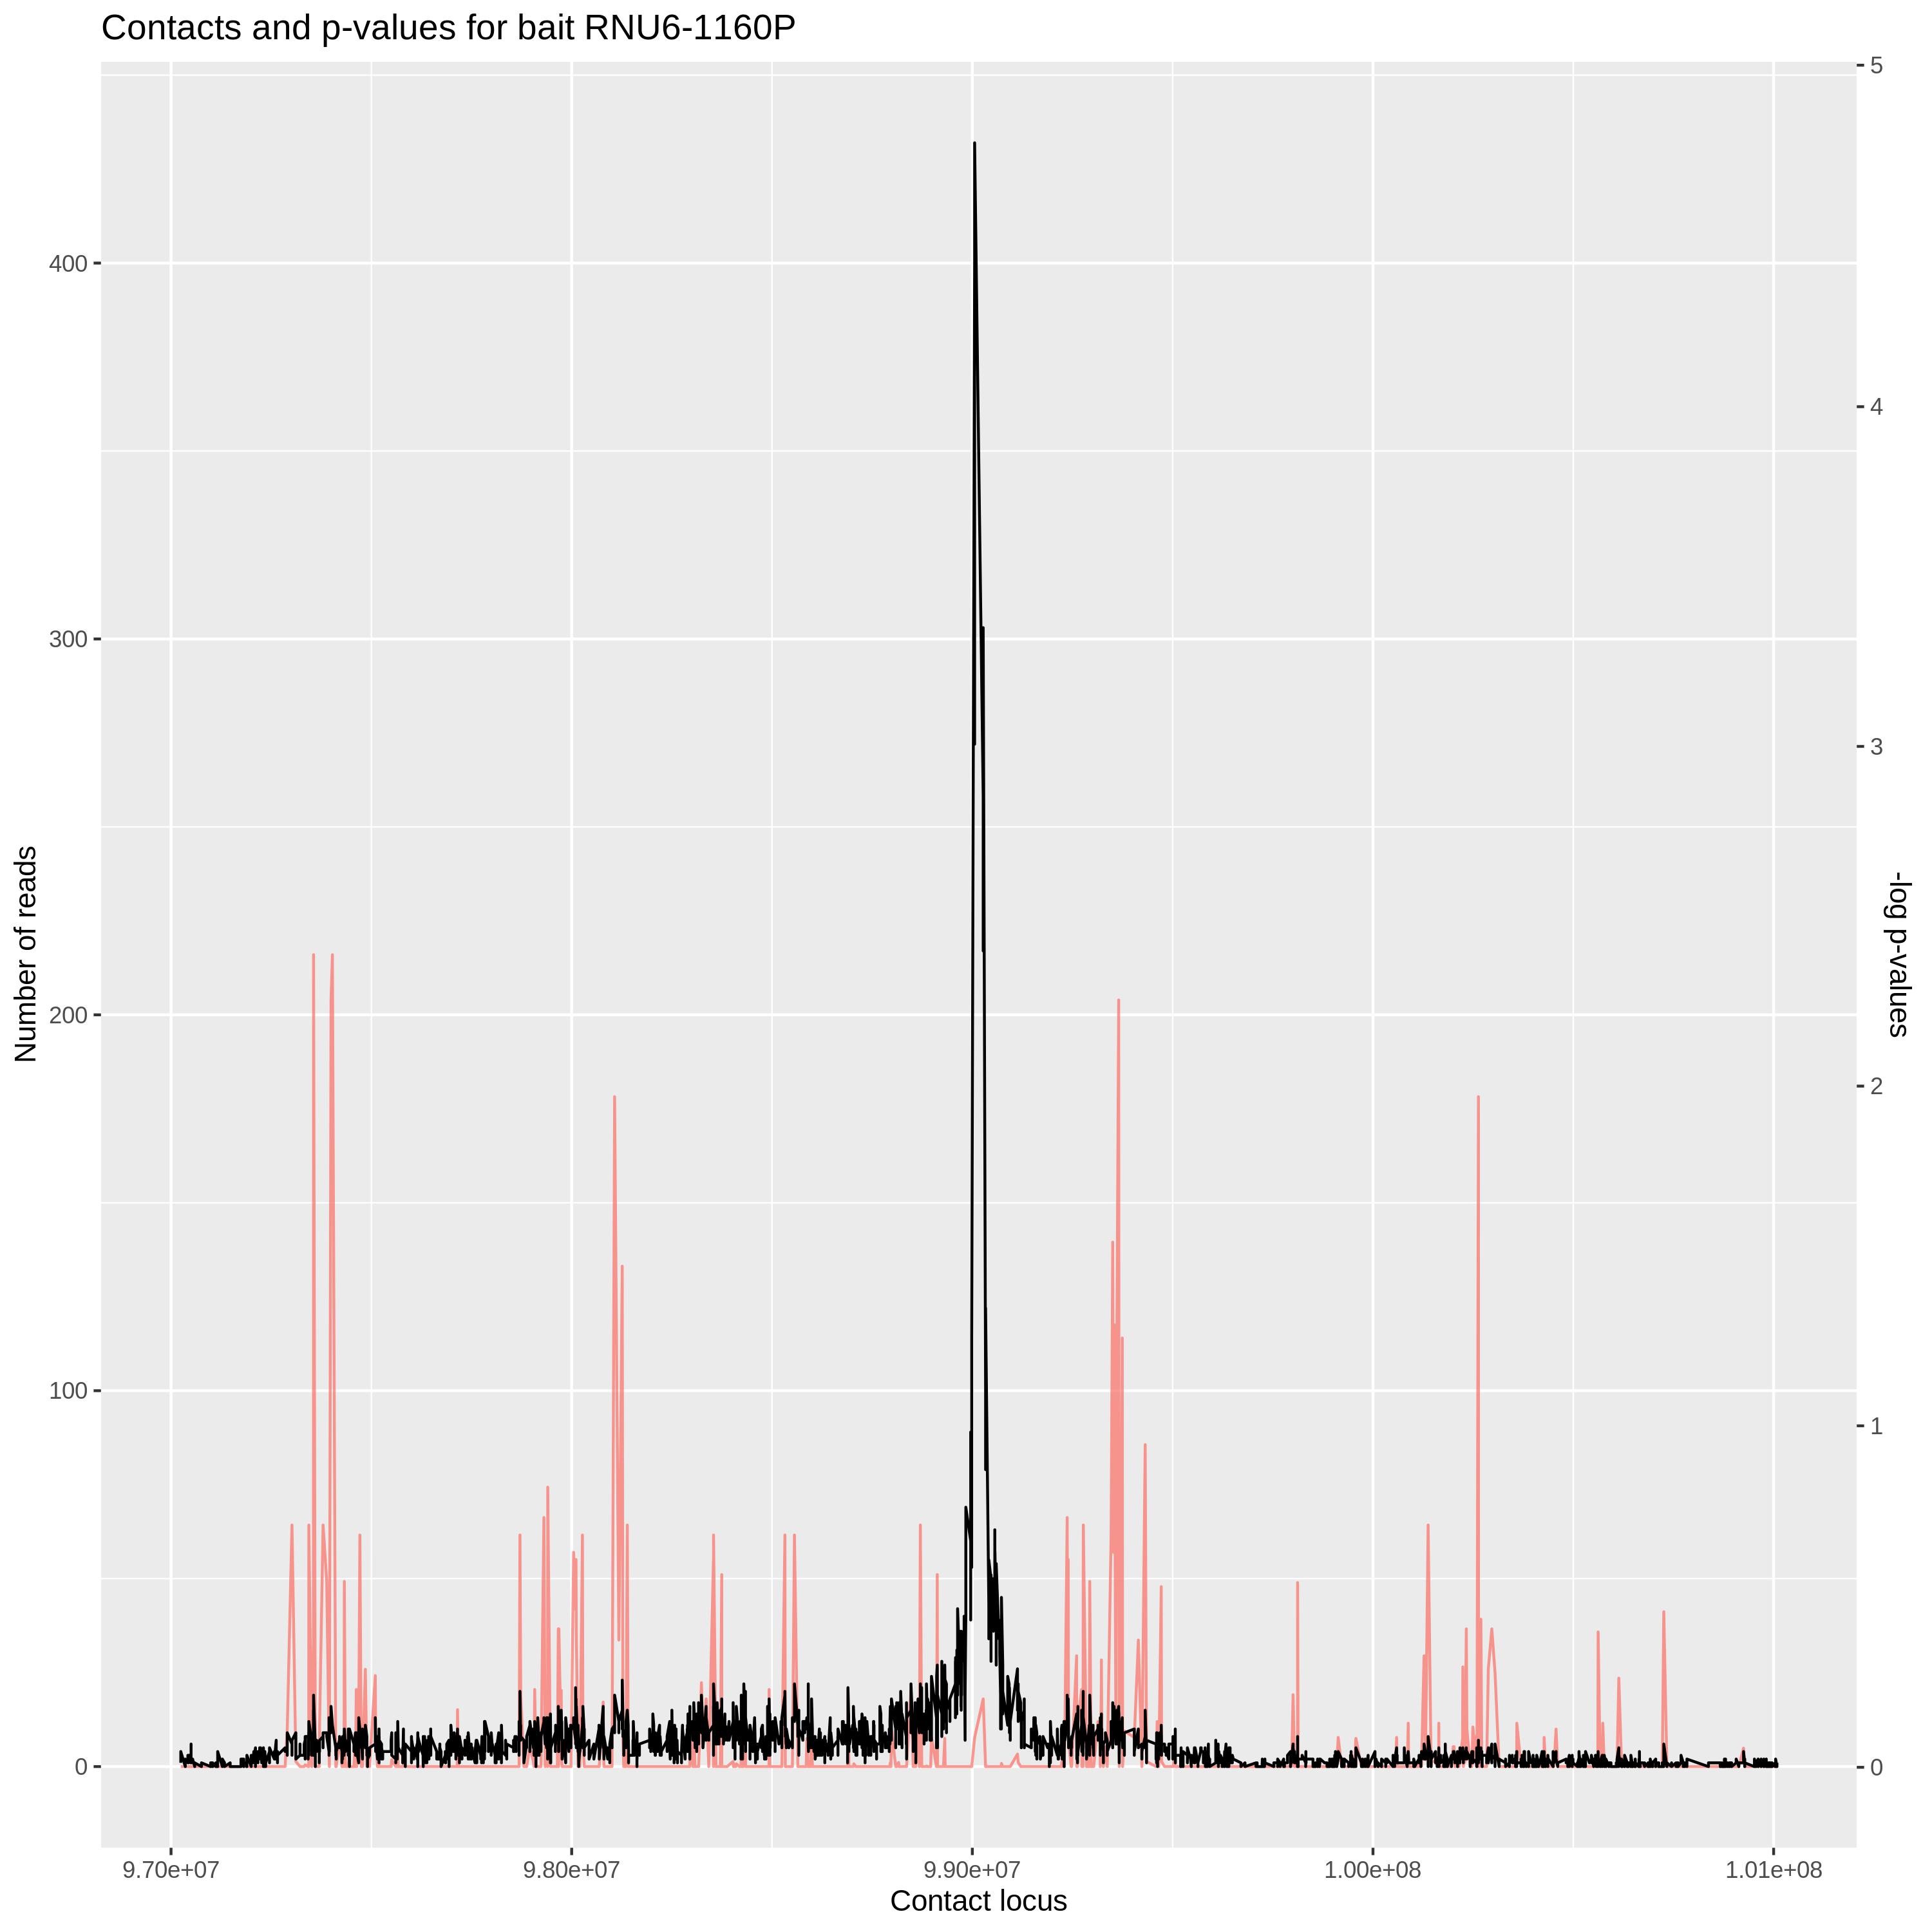 Contacts and p-values for bait RNU6-1160P
5
4
3
2
1
0
400
300
200
100
0
Number of reads
-log p-values
9.70e+07 9.80e+07 9.90e+07 1.00e+08 1.01e+08
Contact locus